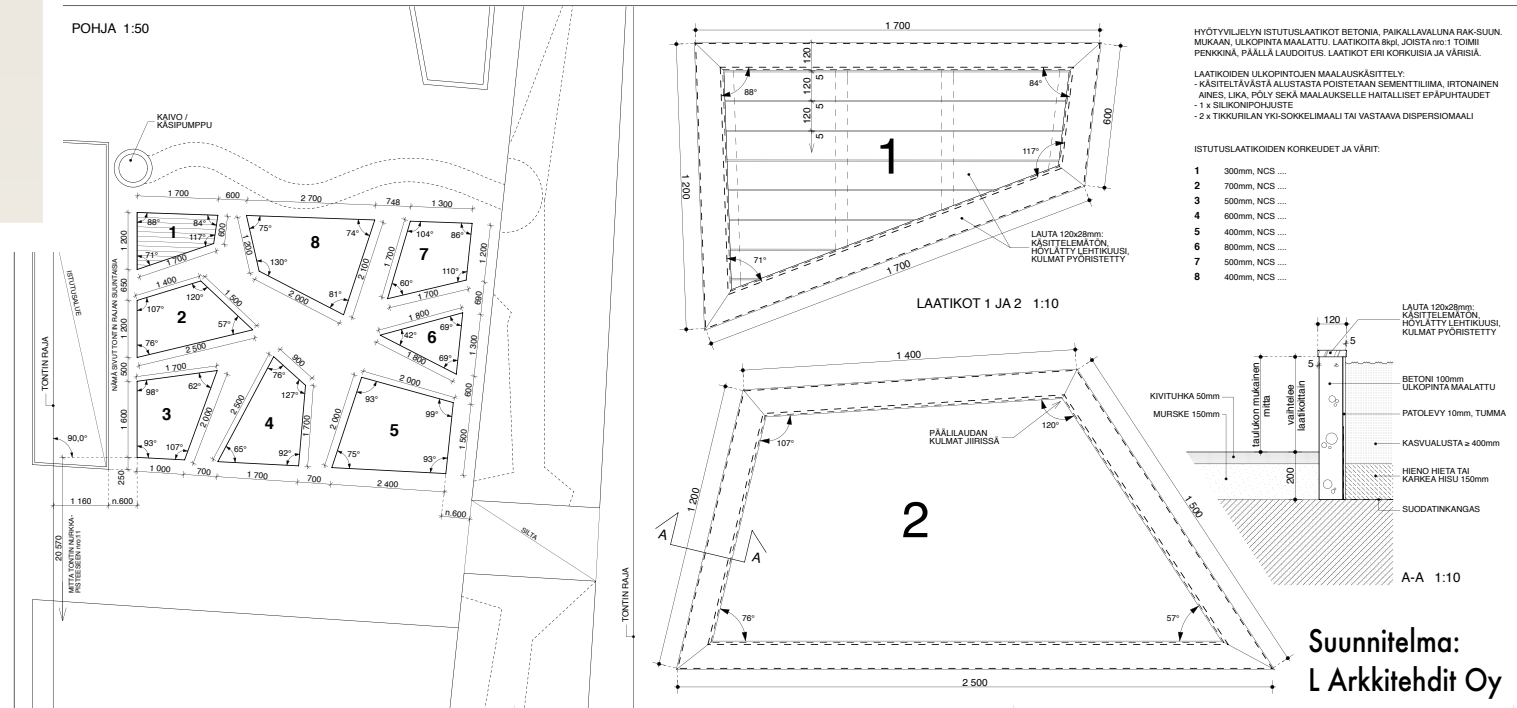 POHJA 1:50
KAIVO /
KÄSIPUMPPU
1 700
600
2 700
748
1 300
88°
84°
1
117°
71°
600
1 200
1 700
75°
74°
8
130°
81°
1 200
2 100
2 000
104°
86°
7
110°
60°
1 700
1 700
1 200
690
650
1 400
120°
107°
2
57°
76°
1 500
1 200
2 500
1 800
69°
42°
6
69°
1 800
1 300
500
1 700
98°
62°
3
93°
107°
2 000
1 600
900
76°
127°
4
65°
92°
2 500
1 700
2 000
93°
99°
5
75°
93°
2 000
600
1 500
250
1 000
700
1 700
700
2 400
1 160
n.600
n.600
90,0°
ISTUTUSALUE
NÄMÄ SIVUT TONTIN RAJAN SUUNTAISIA
TONTIN RAJA
20 570
MITTA TONTIN NURKKA-
PISTEESEEN nro:11
SILTA
TONTIN RAJA
1 700
120
5
120
5
120
5
88°
84°
117°
71°
1
600
1 200
1 700
LAUTA 120x28mm:
KÄSITTELEMÄTÖN,
HÖYLÄTTY LEHTIKUUSI,
KULMAT PYÖRISTETTY
LAATIKOT 1 JA 2 1:10
1 400
107°
120°
PÄÄLILAUDAN
KULMAT JIIRISSÄ
1 200
1 500
2
A
A
76°
57°
2 500
HYÖTYVILJELYN ISTUTUSLAATIKOT BETONIA, PAIKALLAVALUNA RAK-SUUN.
MUKAAN, ULKOPINTA MAALATTU. LAATIKOITA 8kpl, JOISTA nro:1 TOIMII
PENKKINÄ, PÄÄLLÄ LAUDOITUS. LAATIKOT ERI KORKUISIA JA VÄRISIÄ.
LAATIKOIDEN ULKOPINTOJEN MAALAUSKÄSITTELY:
- KÄSITELTÄVÄSTÄ ALUSTASTA POISTETAAN SEMENTTILIIMA, IRTONAINEN
AINES, LIKA, PÖLY SEKÄ MAALAUKSELLE HAITALLISET EPÄPUHTAUDET
- 1 x SILIKONIPOHJUSTE
- 2 x TIKKURILAN YKI-SOKKELIMAALI TAI VASTAAVA DISPERSIOMAALI
ISTUTUSLAATIKOIDEN KORKEUDET JA VÄRIT:
1 300mm, NCS ....
2 700mm, NCS ....
3 500mm, NCS ....
4 600mm, NCS ....
5 400mm, NCS ....
6 800mm, NCS ....
7 500mm, NCS ....
8 400mm, NCS ....
120
5
5
LAUTA 120x28mm:
KÄSITTELEMÄTÖN,
HÖYLÄTTY LEHTIKUUSI,
KULMAT PYÖRISTETTY
KIVITUHKA 50mm
MURSKE 150mm
taulukon mukainen
mitta
vaihtelee
laatikoittain
200
BETONI 100mm
ULKOPINTA MAALATTU
PATOLEVY 10mm, TUMMA
KASVUALUSTA ≥ 400mm
HIENO HIETA TAI
KARKEA HISU 150mm
SUODATINKANGAS
A-A 1:10
Suunnitelma:
L Arkkitehdit Oy